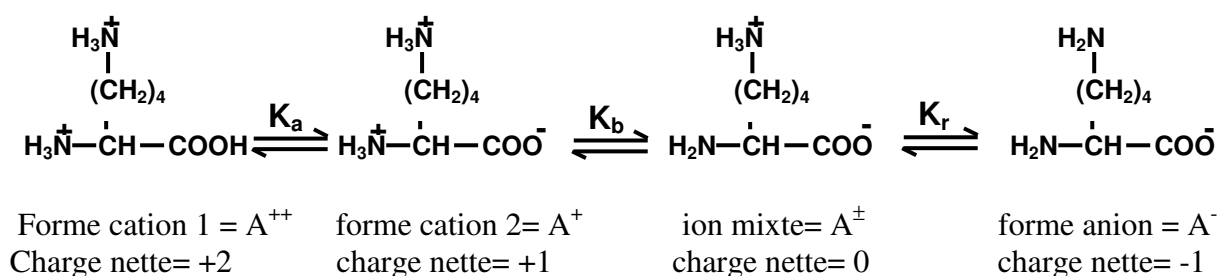 H₃N⁺ H₃N⁺ H₃N⁺ H₂N
(CH₂)₄ (CH₂)₄ (CH₂)₄ (CH₂)₄
Kₐ K_b Kᵣ
H₃N⁺—CH—COOH H₃N⁺—CH—COO⁻ H₂N—CH—COO⁻ H₂N—CH—COO⁻
Forme cation 1 = A⁺⁺ forme cation 2= A⁺ ion mixte= A^± forme anion = A⁻
Charge nette= +2 charge nette= +1 charge nette= 0 charge nette= -1